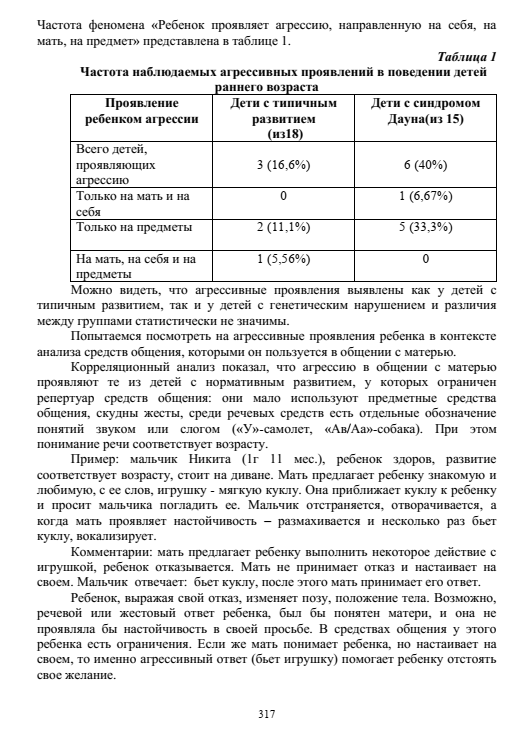 Частота феномена «Ребенок проявляет агрессию, направленную на себя, на
мать, на предмет» представлена в таблице 1.
Таблица 1
Частота наблюдаемых агрессивных проявлений в поведении детей
раннего возраста
Проявление
ребенком агрессии
Дети с типичным
развитием
(из18)
Дети с синдромом
Дауна(из 15)
Всего детей,
проявляющих
агрессию
3 (16,6%)
6 (40%)
Только на мать и на
себя
0
1 (6,67%)
Только на предметы
2 (11,1%)
5 (33,3%)
На мать, на себя и на
предметы
1 (5,56%)
0
Можно видеть, что агрессивные проявления выявлены как у детей с
типичным развитием, так и у детей с генетическим нарушением и различия
между группами статистически не значимы.
Попытаемся посмотреть на агрессивные проявления ребенка в контексте
анализа средств общения, которыми он пользуется в общении с матерью.
Корреляционный анализ показал, что агрессию в общении с матерью
проявляют те из детей с нормативным развитием, у которых ограничен
репертуар средств общения: они мало используют предметные средства
общения, скудны жесты, среди речевых средств есть отдельные обозначение
понятий звуком или слогом («У»-самолет, «Ав/Аа»-собака). При этом
понимание речи соответствует возрасту.
Пример: мальчик Никита (1г 11 мес.), ребенок здоров, развитие
соответствует возрасту, стоит на диване. Мать предлагает ребенку знакомую и
любимую, с ее слов, игрушку - мягкую куклу. Она приближает куклу к ребенку
и просит мальчика погладить ее. Мальчик отстраняется, отворачивается, а
когда мать проявляет настойчивость – размахивается и несколько раз бьет
куклу, вокализирует.
Комментарии: мать предлагает ребенку выполнить некоторое действие с
игрушкой, ребенок отказывается. Мать не принимает отказ и настаивает на
своем. Мальчик отвечает: бьет куклу, после этого мать принимает его ответ.
Ребенок, выражая свой отказ, изменяет позу, положение тела. Возможно,
речевой или жестовый ответ ребенка, был бы понятен матери, и она не
проявляла бы настойчивость в своей просьбе. В средствах общения у этого
ребенка есть ограничения. Если же мать понимает ребенка, но настаивает на
своем, то именно агрессивный ответ (бьет игрушку) помогает ребенку отстоять
свое желание.
317